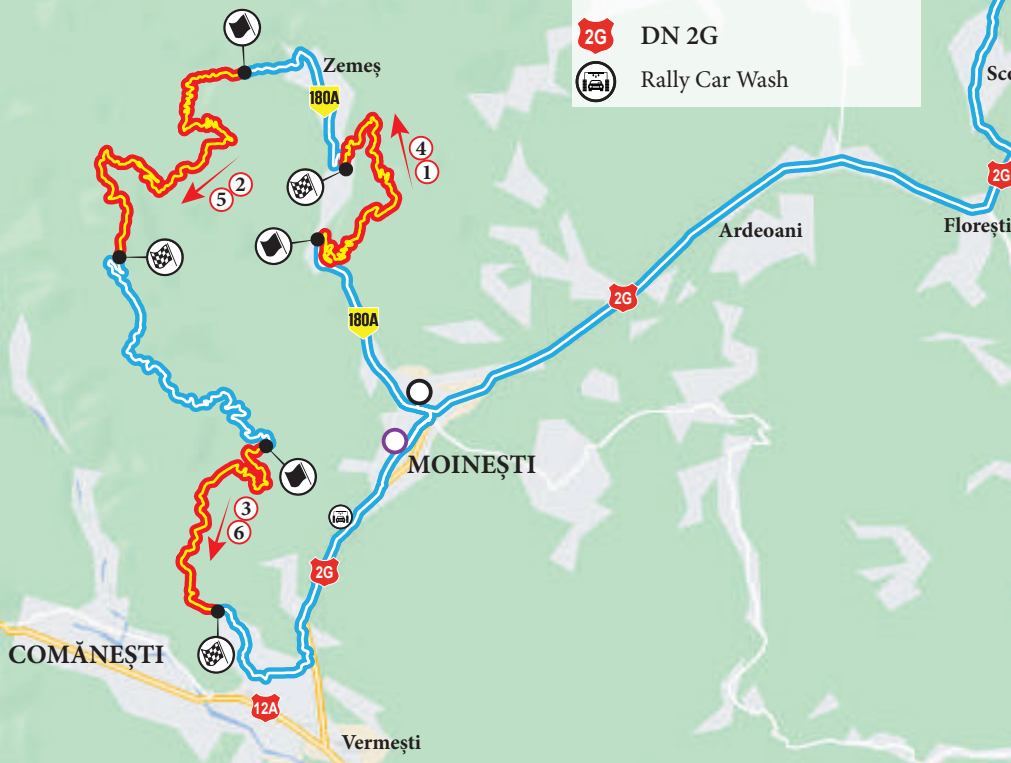 2G DN 2G
Rally Car Wash
Zemeș
180A
4
1
2
5
2G
Ardeoani
Florești
2G
180A
MOINEȘTI
3
6
2G
COMĂNEȘTI
12A
Vermești